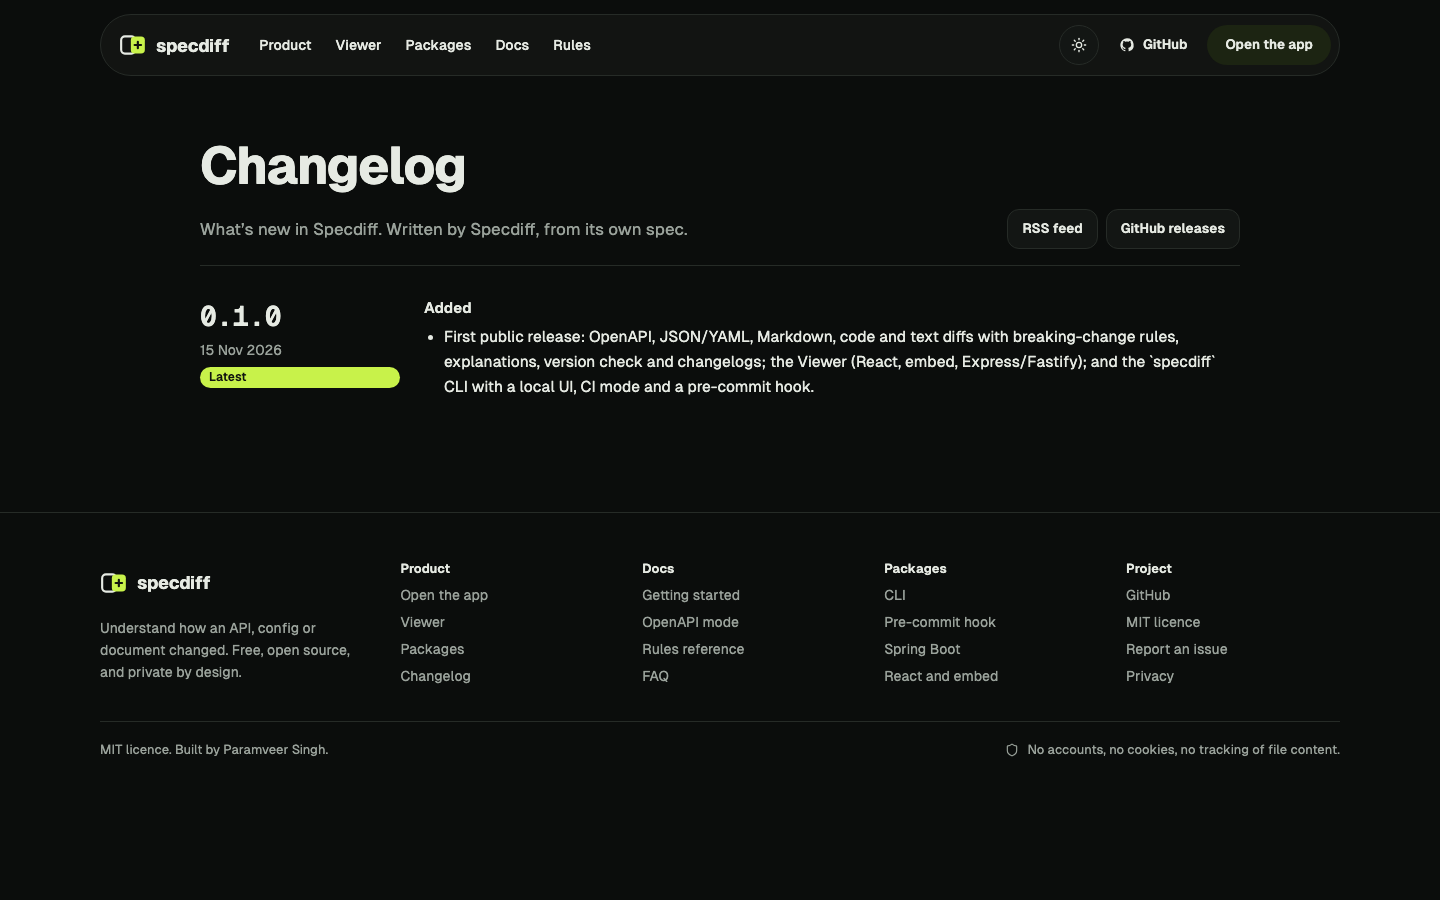 specdiff Product Viewer Packages Docs Rules GitHub Open the app
Changelog
What's new in Specdiff. Written by Specdiff, from its own spec.
RSS feed GitHub releases
0.1.0
15 Nov 2026
Latest
Added
• First public release: OpenAPI, JSON/YAML, Markdown, code and text diffs with breaking-change rules,
explanations, version check and changelogs; the Viewer (React, embed, Express/Fastify); and the `specdiff`
CLI with a local UI, CI mode and a pre-commit hook.
specdiff
Understand how an API, config or
document changed. Free, open source,
and private by design.
Product
Open the app
Viewer
Packages
Changelog
Docs
Getting started
OpenAPI mode
Rules reference
FAQ
Packages
CLI
Pre-commit hook
Spring Boot
React and embed
Project
GitHub
MIT licence
Report an issue
Privacy
MIT licence. Built by Paramveer Singh.
No accounts, no cookies, no tracking of file content.